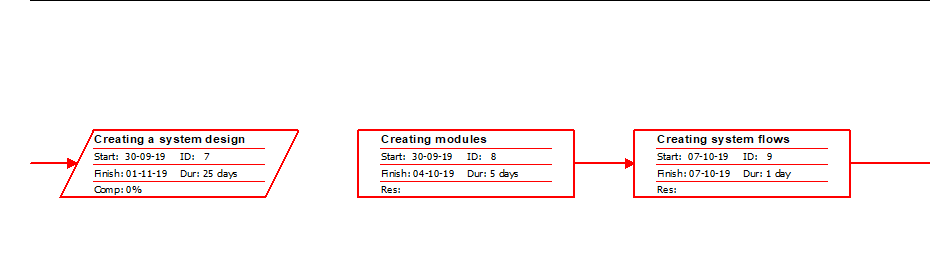 Creating a system design
Start: 30-09-19 ID: 7
Finish: 01-11-19 Dur: 25 days
Comp: 0%
Creating modules
Start: 30-09-19 ID: 8
Finish: 04-10-19 Dur: 5 days
Res:
Creating system flows
Start: 07-10-19 ID: 9
Finish: 07-10-19 Dur: 1 day
Res: